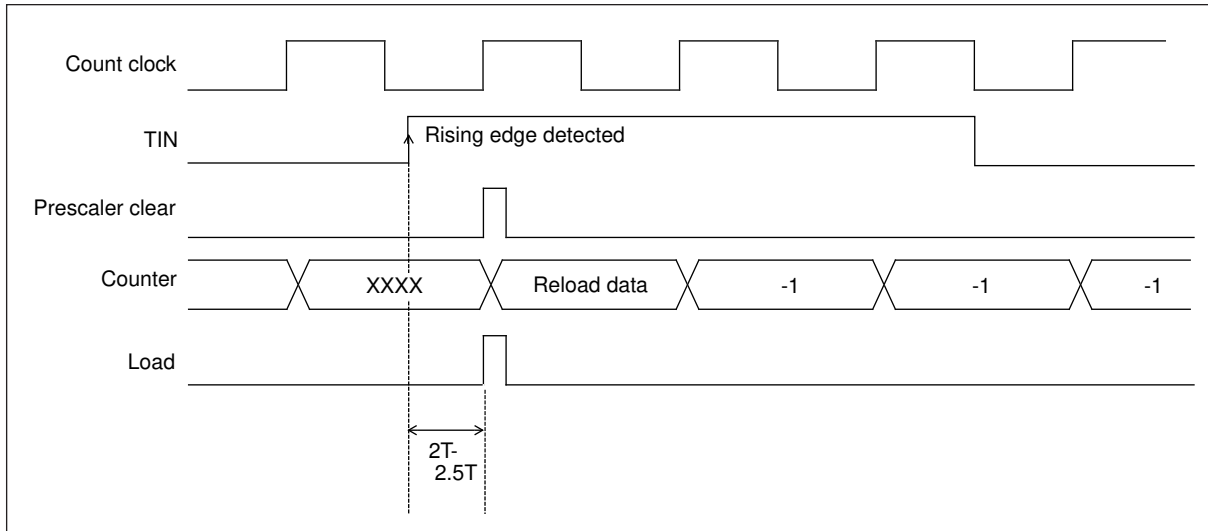 Count clock
TIN
Rising edge detected
Prescaler clear
Counter
XXXX
Reload data
-1
-1
-1
Load
2T-
2.5T